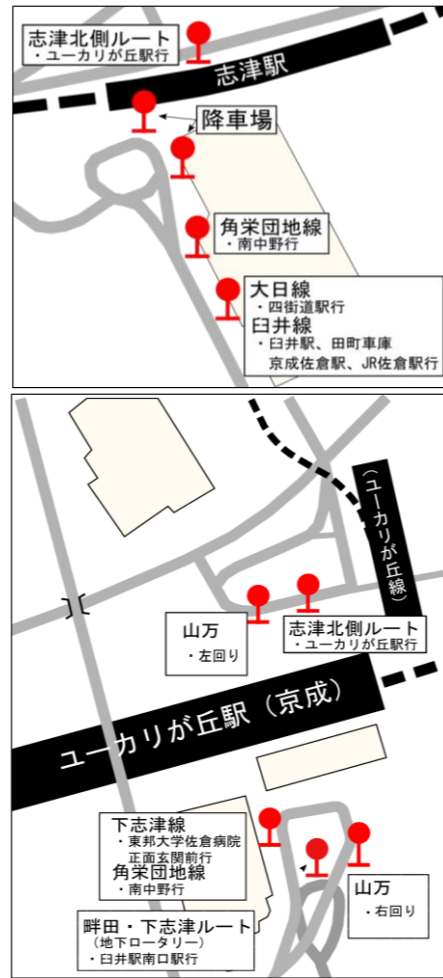 志津北側ルート
・ユーカリが丘駅行
志津駅
降車場
角栄団地線
・南中野行
大日線
・四街道駅行
臼井線
・臼井駅、田町車庫
京成佐倉駅、JR佐倉駅行
(ユーカリが丘線)
山万
・左回り
志津北側ルート
・ユーカリが丘駅行
ユーカリが丘駅(京成)
下志津線
・東邦大学佐倉病院
正面玄関前行
角栄団地線
・南中野行
山万
・右回り
畔田・下志津ルート
(地下ロータリー)
・臼井駅南口駅行